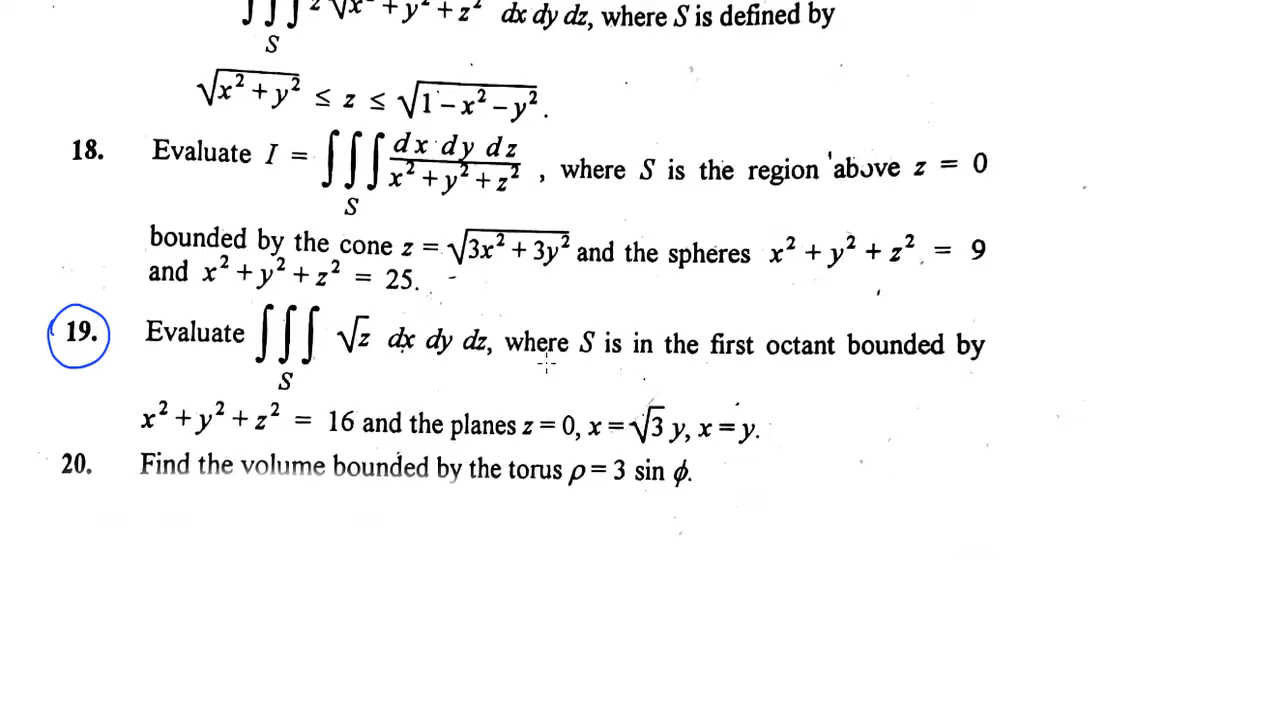 ∭ z √x² + y² + z² dx dy dz, where S is defined by
S
√x² + y² ≤ z ≤ √1 − x² − y².
18. Evaluate I = ∭ dx dy dz / x² + y² + z² , where S is the region above z = 0
S
bounded by the cone z = √3x² + 3y² and the spheres x² + y² + z² = 9
and x² + y² + z² = 25.
19. Evaluate ∭ √z dx dy dz, where S is in the first octant bounded by
S
x² + y² + z² = 16 and the planes z = 0, x = √3 y, x = y.
20. Find the volume bounded by the torus ρ = 3 sin ϕ.